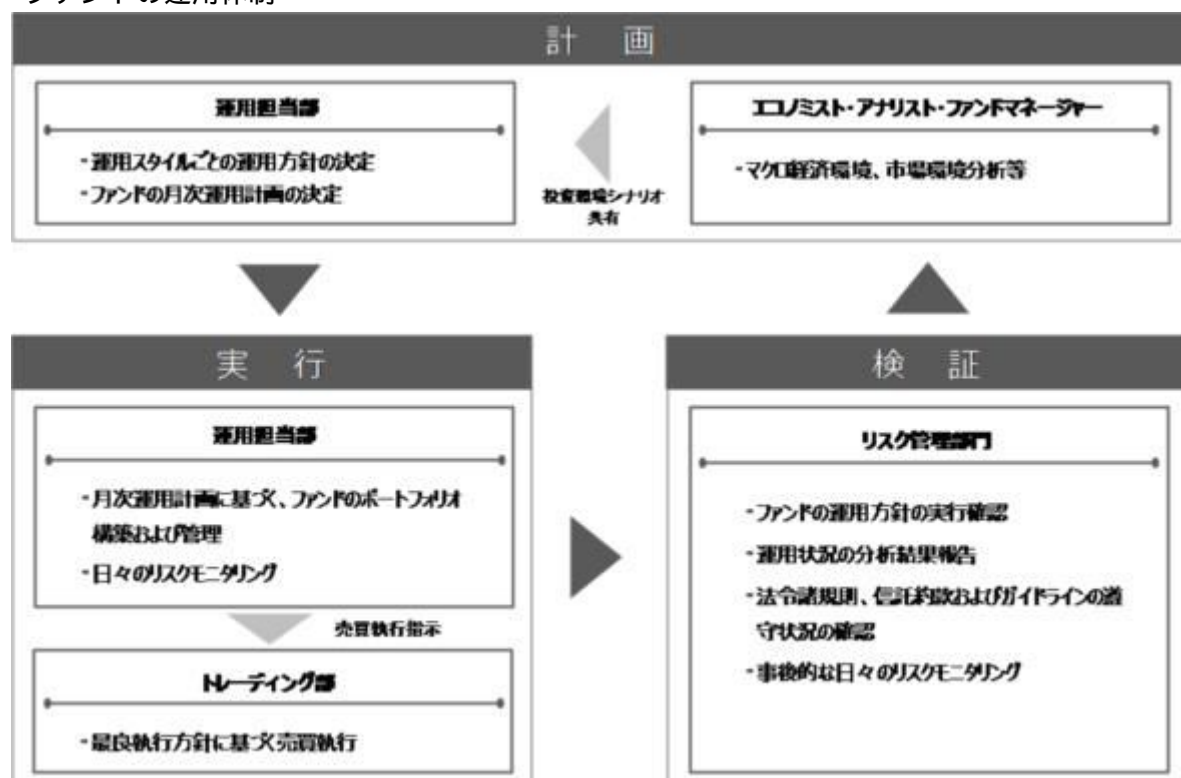 ファンドの運用体制
計 画
運用担当部
・運用スタイルごとの運用方針の決定
・ファンドの月次運用計画の決定
投資環境シナリオ
共有
エコノミスト・アナリスト・ファンドマネージャー
・マクロ経済環境、市場環境分析等
実 行
運用担当部
・月次運用計画に基づく、ファンドのポートフォリオ
構築および管理
・日々のリスクモニタリング
売買執行指示
トレーディング部
・最良執行方針に基づく売買執行
検 証
リスク管理部門
・ファンドの運用方針の実行確認
・運用状況の分析結果報告
・法令諸規則、信託約款およびガイドラインの遵
守状況の確認
・事後的な日々のリスクモニタリング